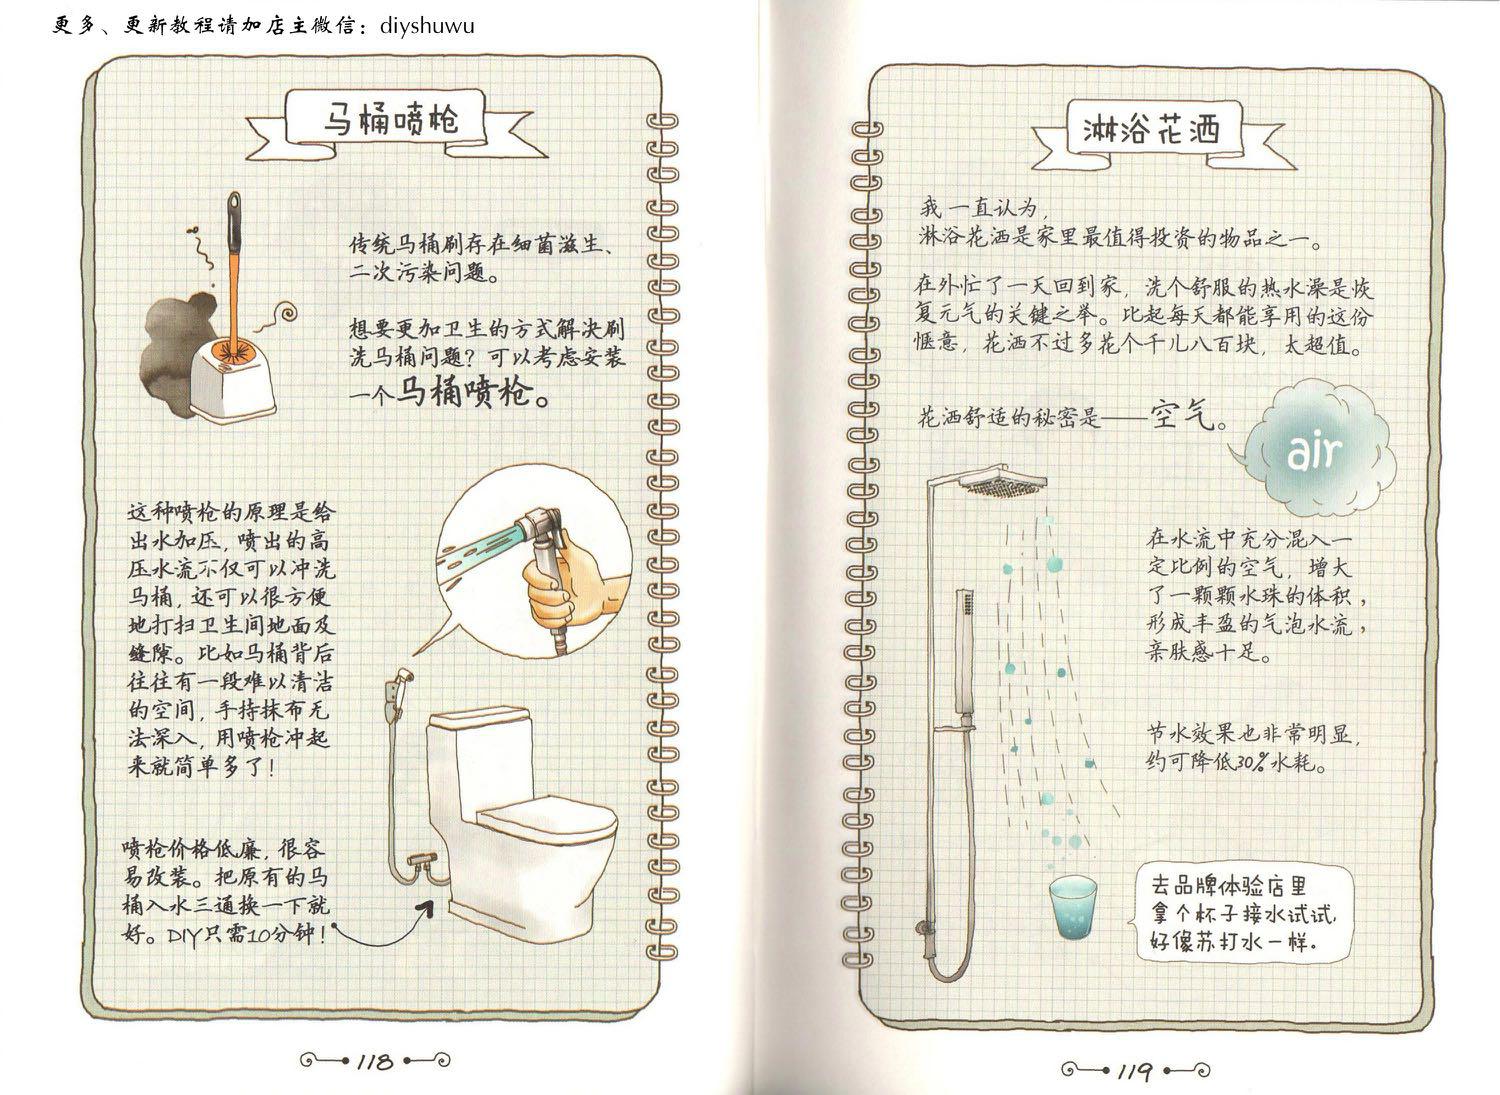 更多、更新教程请加店主微信：diyshuwu
马桶喷枪
传统马桶刷存在细菌滋生、
二次污染问题。
想要更加卫生的方式解决刷
洗马桶问题？可以考虑安装
一个马桶喷枪。
这种喷枪的原理是给
出水加压，喷出的高
压水流不仅可以冲洗
马桶，还可以很方便
地打扫卫生间地面及
缝隙。比如马桶背后
往往有一段难以清洁
的空间，手持抹布无
法深入，用喷枪冲起
来就简单多了！
喷枪价格低廉，很容
易改装。把原有的马
桶入水三通换一下就
好。DIY只需10分钟！
118
淋浴花洒
我一直认为，
淋浴花洒是家里最值得投资的物品之一。
在外忙了一天回到家，洗个舒服的热水澡是恢
复元气的关键之举。比起每天都能享用的这份
惬意，花洒不过多花个千儿八百块，太超值。
花洒舒适的秘密是——空气。
air
在水流中充分混入一
定比例的空气，增大
了一颗颗水珠的体积，
形成丰盈的气泡水流，
亲肤感十足。
节水效果也非常明显，
约可降低30%水耗。
去品牌体验店里
拿个杯子接水试试，
好像苏打水一样。
119